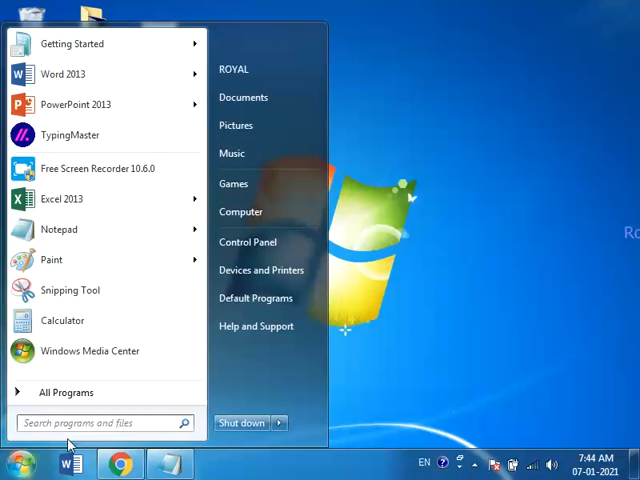 Getting Started
Word 2013
PowerPoint 2013
TypingMaster
Free Screen Recorder 10.6.0
Excel 2013
Notepad
Paint
Snipping Tool
Calculator
Windows Media Center
All Programs
Search programs and files
ROYAL
Documents
Pictures
Music
Games
Computer
Control Panel
Devices and Printers
Default Programs
Help and Support
Shut down
EN
7:44 AM
07-01-2021